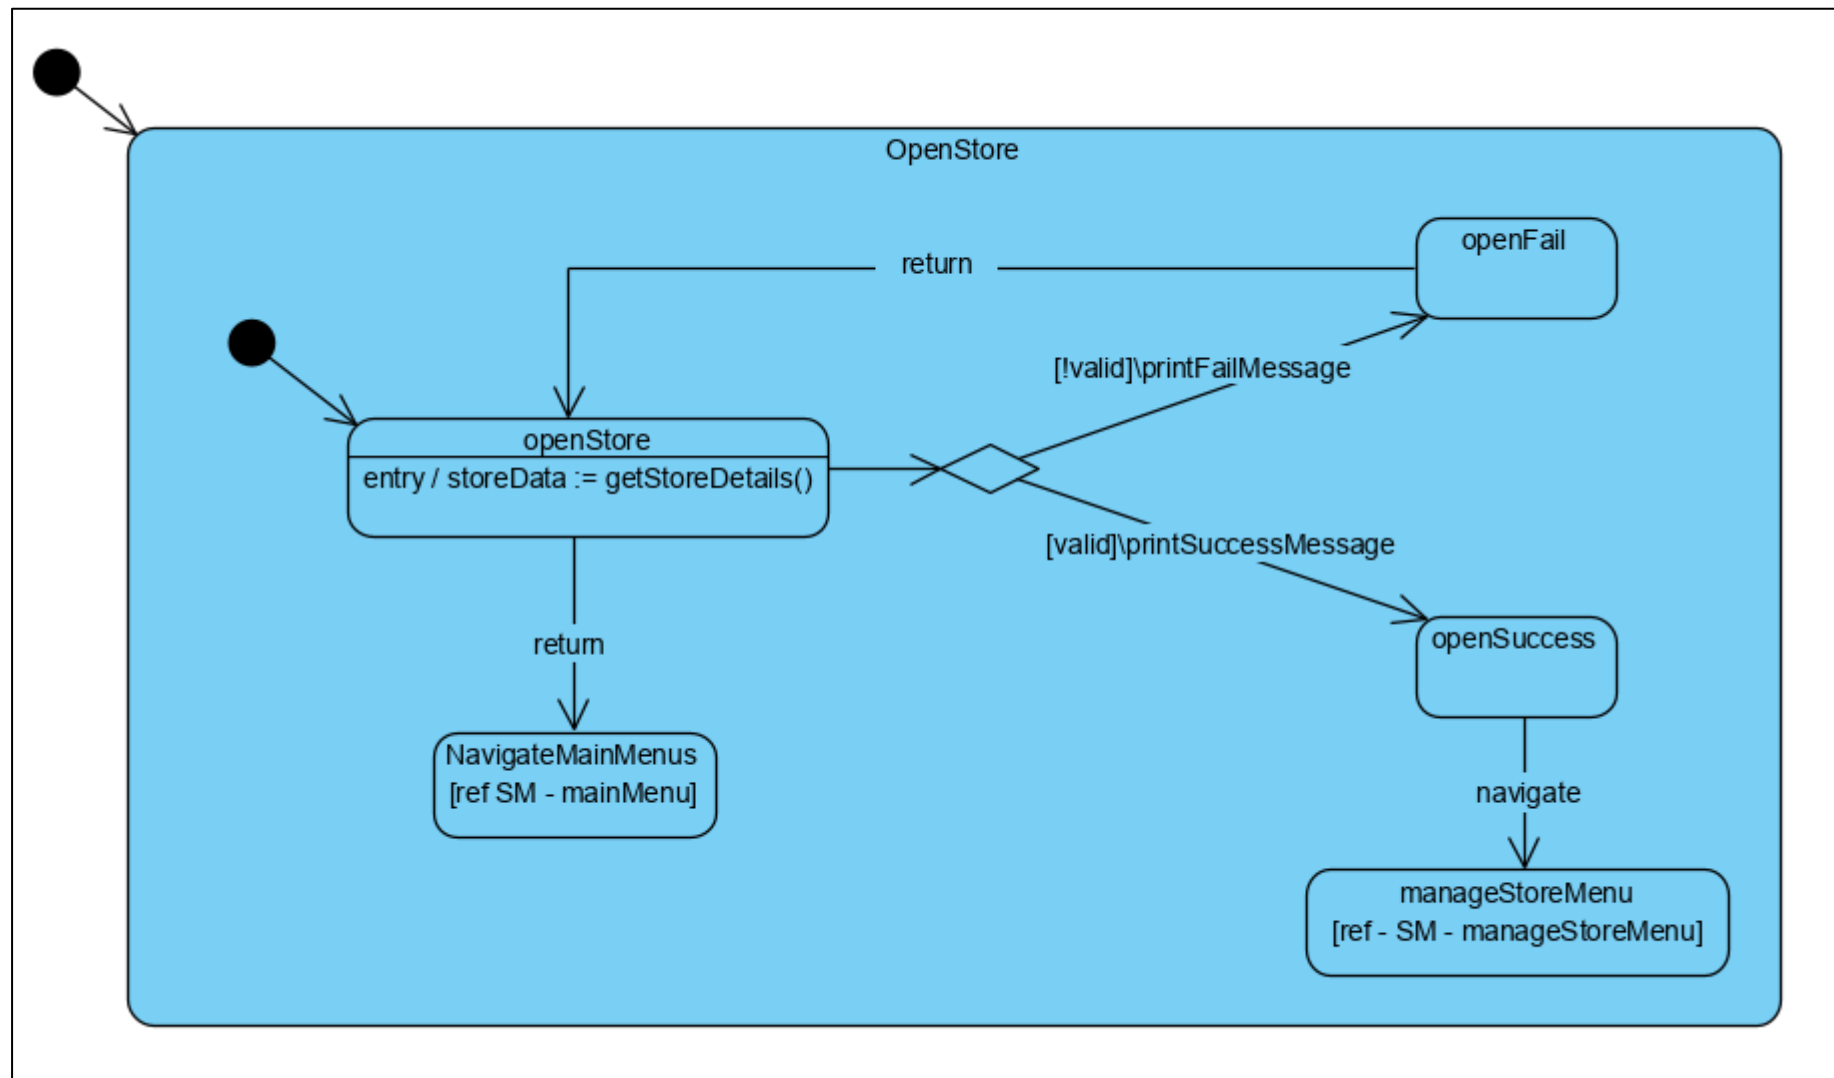 OpenStore
openFail
return
[!valid]\printFailMessage
openStore
entry / storeData := getStoreDetails()
[valid]\printSuccessMessage
openSuccess
return
NavigateMainMenus
[ref SM - mainMenu]
navigate
manageStoreMenu
[ref - SM - manageStoreMenu]